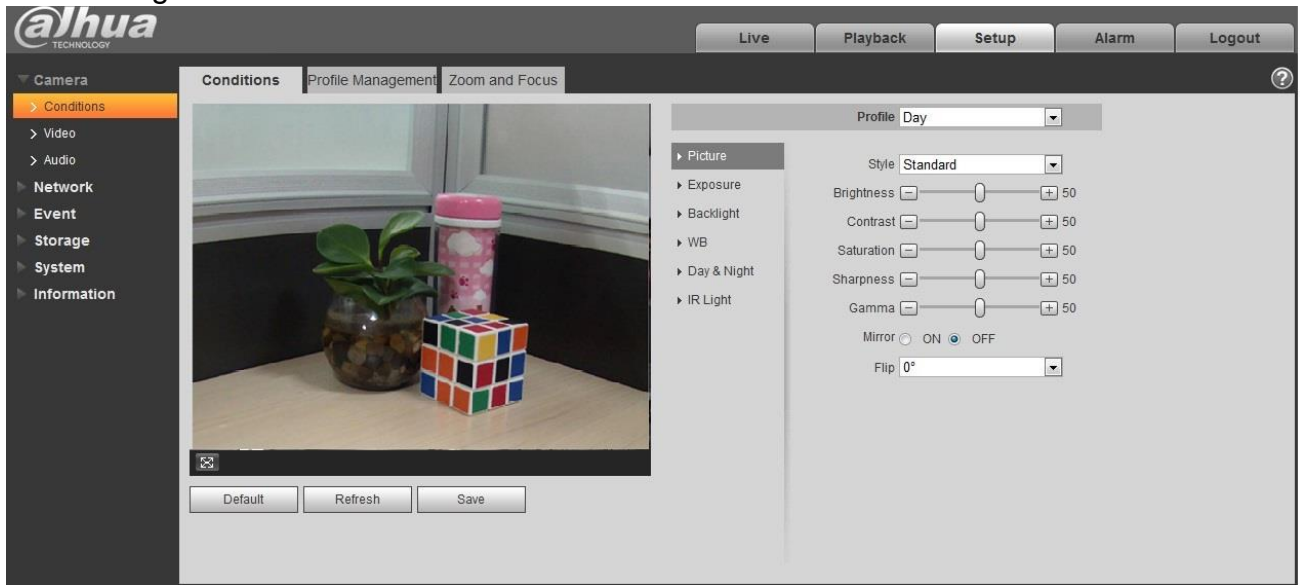 alhua
TECHNOLOGY
Live Playback Setup Alarm Logout
Camera
Conditions
Video
Audio
Network
Event
Storage
System
Information
Conditions Profile Management Zoom and Focus
?
Default Refresh Save
Picture
Exposure
Backlight
WB
Day & Night
IR Light
Profile Day
Style Standard
Brightness - + 50
Contrast - + 50
Saturation - + 50
Sharpness - + 50
Gamma - + 50
Mirror ON OFF
Flip 0°